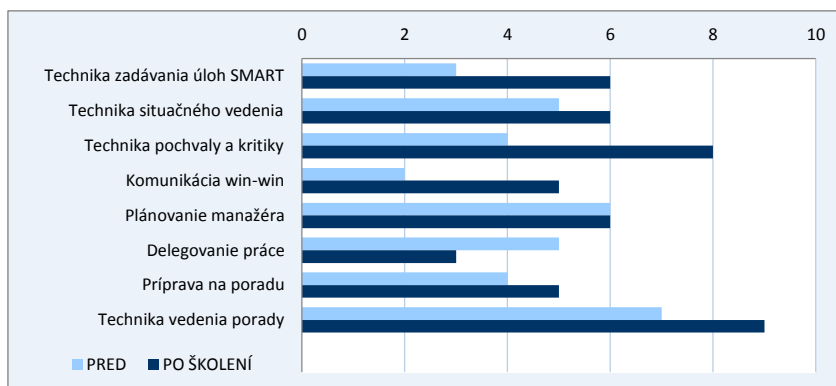 0 2 4 6 8 10
Technika zadávania úloh SMART
Technika situačného vedenia
Technika pochvaly a kritiky
Komunikácia win-win
Plánovanie manažéra
Delegovanie práce
Príprava na poradu
Technika vedenia porady
PRED PO ŠKOLENÍ